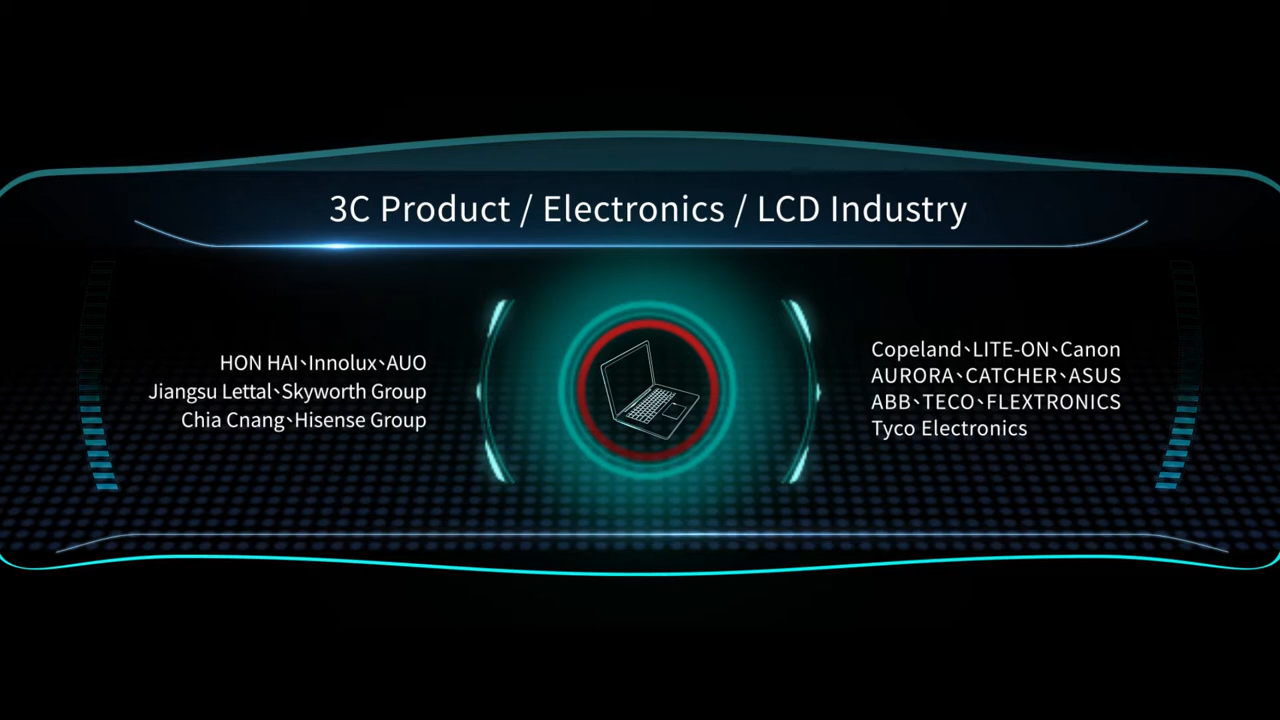 3C Product / Electronics / LCD Industry
HON HAI、Innolux、AUO
Jiangsu Lettal、Skyworth Group
Chia Cnang、Hisense Group
Copeland、LITE-ON、Canon
AURORA、CATCHER、ASUS
ABB、TECO、FLEXTRONICS
Tyco Electronics